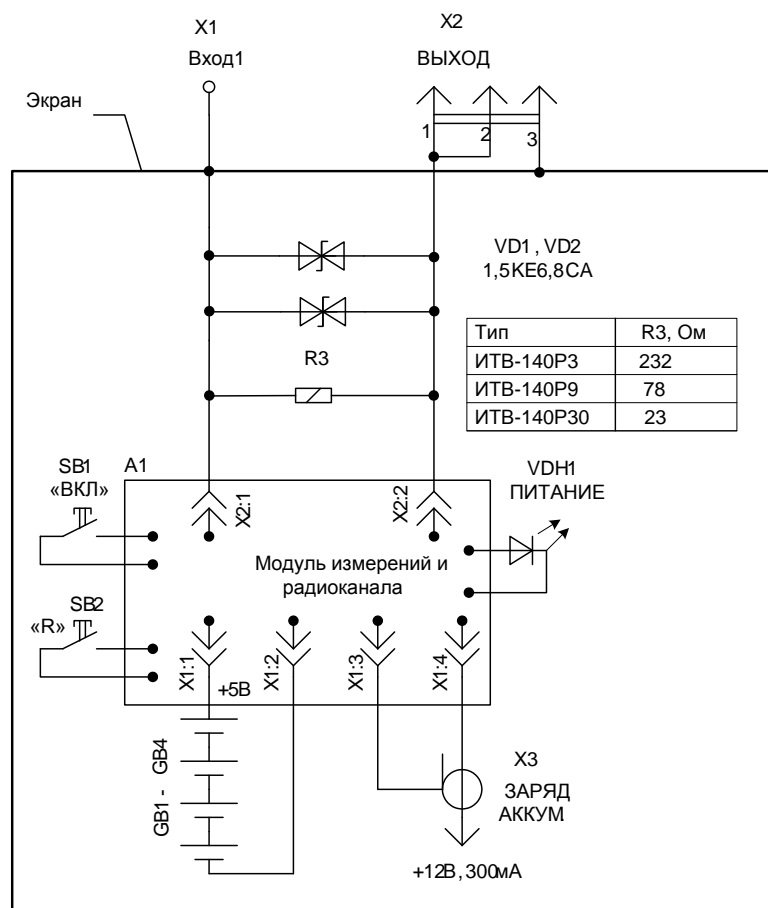 X1
Вход1
X2
ВЫХОД
Экран
1
2
3
VD1 , VD2
1,5KE6,8CA
R3
Тип
R3, Ом
ИТВ-140Р3
232
ИТВ-140Р9
78
ИТВ-140Р30
23
SB1
«ВКЛ»
A1
X2:1
X2:2
VDH1
ПИТАНИЕ
Модуль измерений и
радиоканала
SB2
«R»
X1:1
+5В
X1:2
X1:3
X1:4
GB1 - GB4
X3
ЗАРЯД
АККУМ.
+12В, 300мА